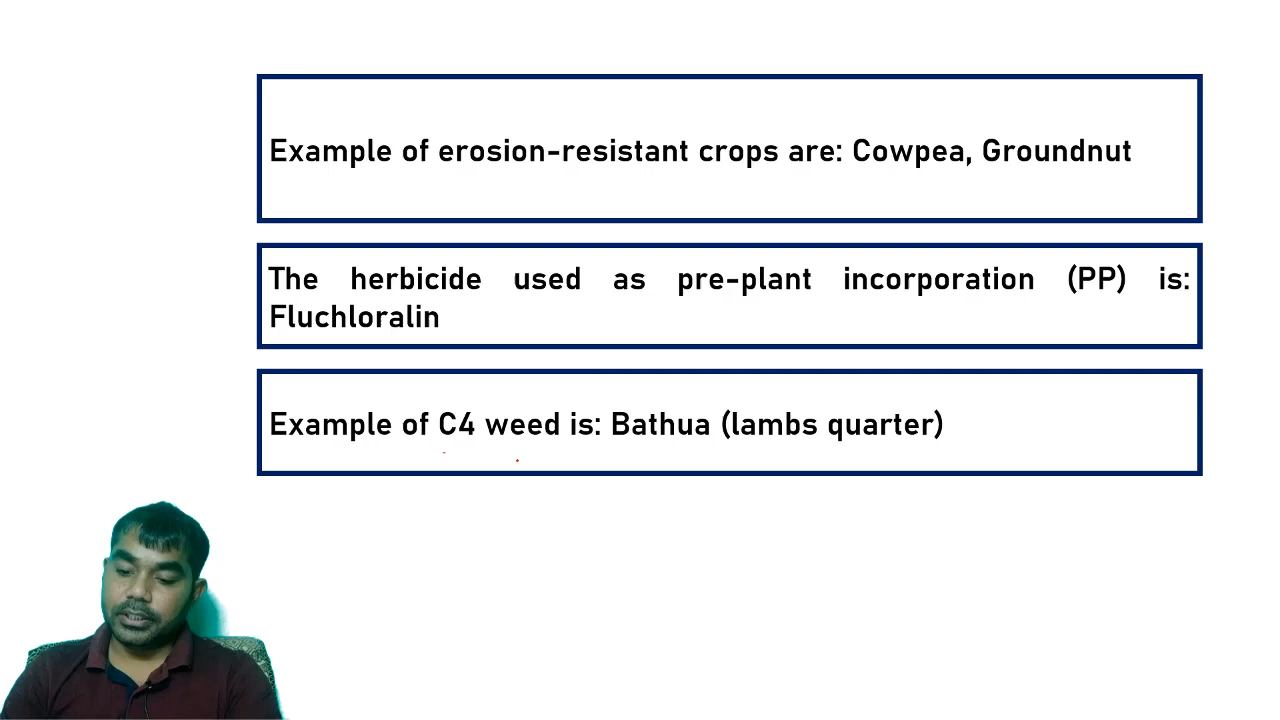 Example of erosion-resistant crops are: Cowpea, Groundnut
The herbicide used as pre-plant incorporation (PP) is:
Fluchloralin
Example of C4 weed is: Bathua (lambs quarter)